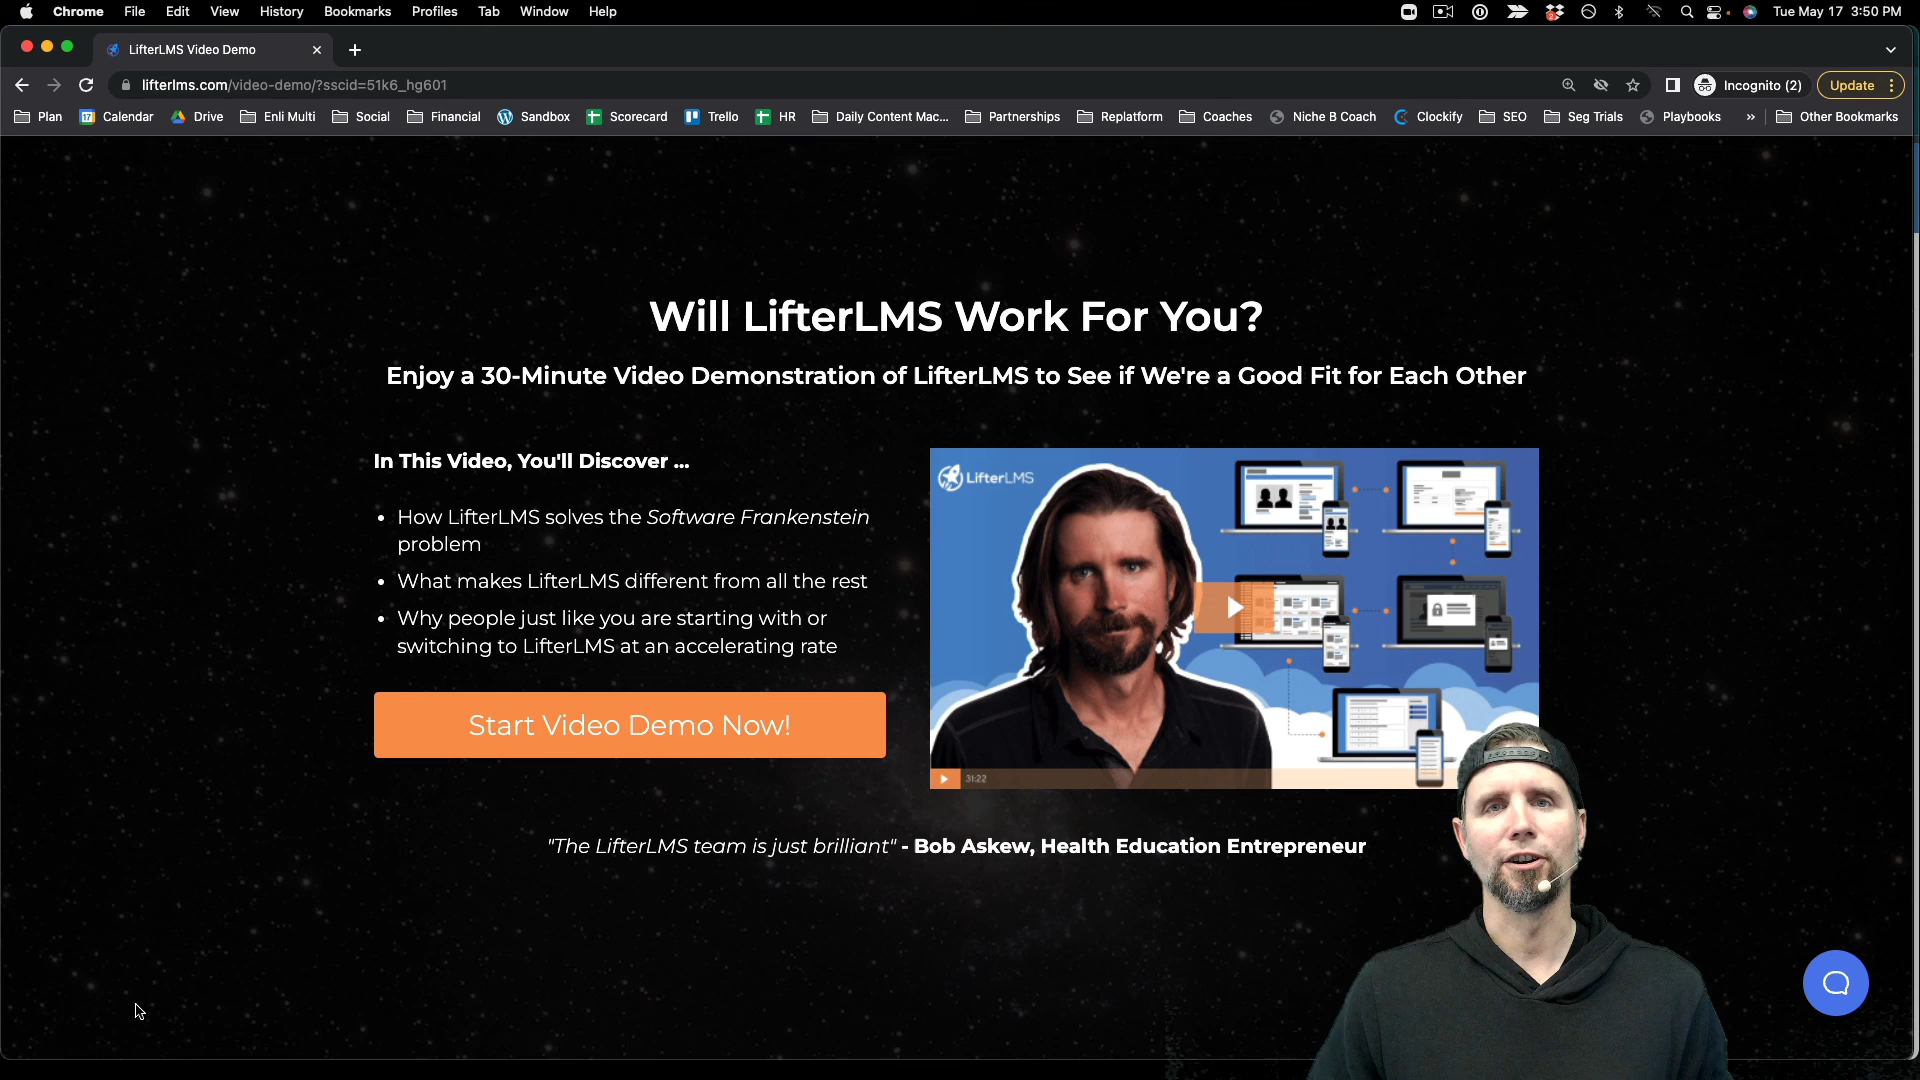 Chrome File Edit View History Bookmarks Profiles Tab Window Help
2
Tue May 17 3:50 PM
LifterLMS Video Demo
lifterlms.com/video-demo/?sscid=51k6_hg601
Incognito (2)
Update
Plan
17 Calendar
Drive
Enli Multi
Social
Financial
Sandbox
Scorecard
Trello
HR
Daily Content Mac...
Partnerships
Replatform
Coaches
Niche B Coach
Clockify
SEO
Seg Trials
Playbooks
»
Other Bookmarks
Will LifterLMS Work For You?
Enjoy a 30-Minute Video Demonstration of LifterLMS to See if We're a Good Fit for Each Other
In This Video, You'll Discover ...
• How LifterLMS solves the Software Frankenstein
problem
• What makes LifterLMS different from all the rest
• Why people just like you are starting with or
switching to LifterLMS at an accelerating rate
Start Video Demo Now!
LifterLMS
31:22
"The LifterLMS team is just brilliant" - Bob Askew, Health Education Entrepreneur